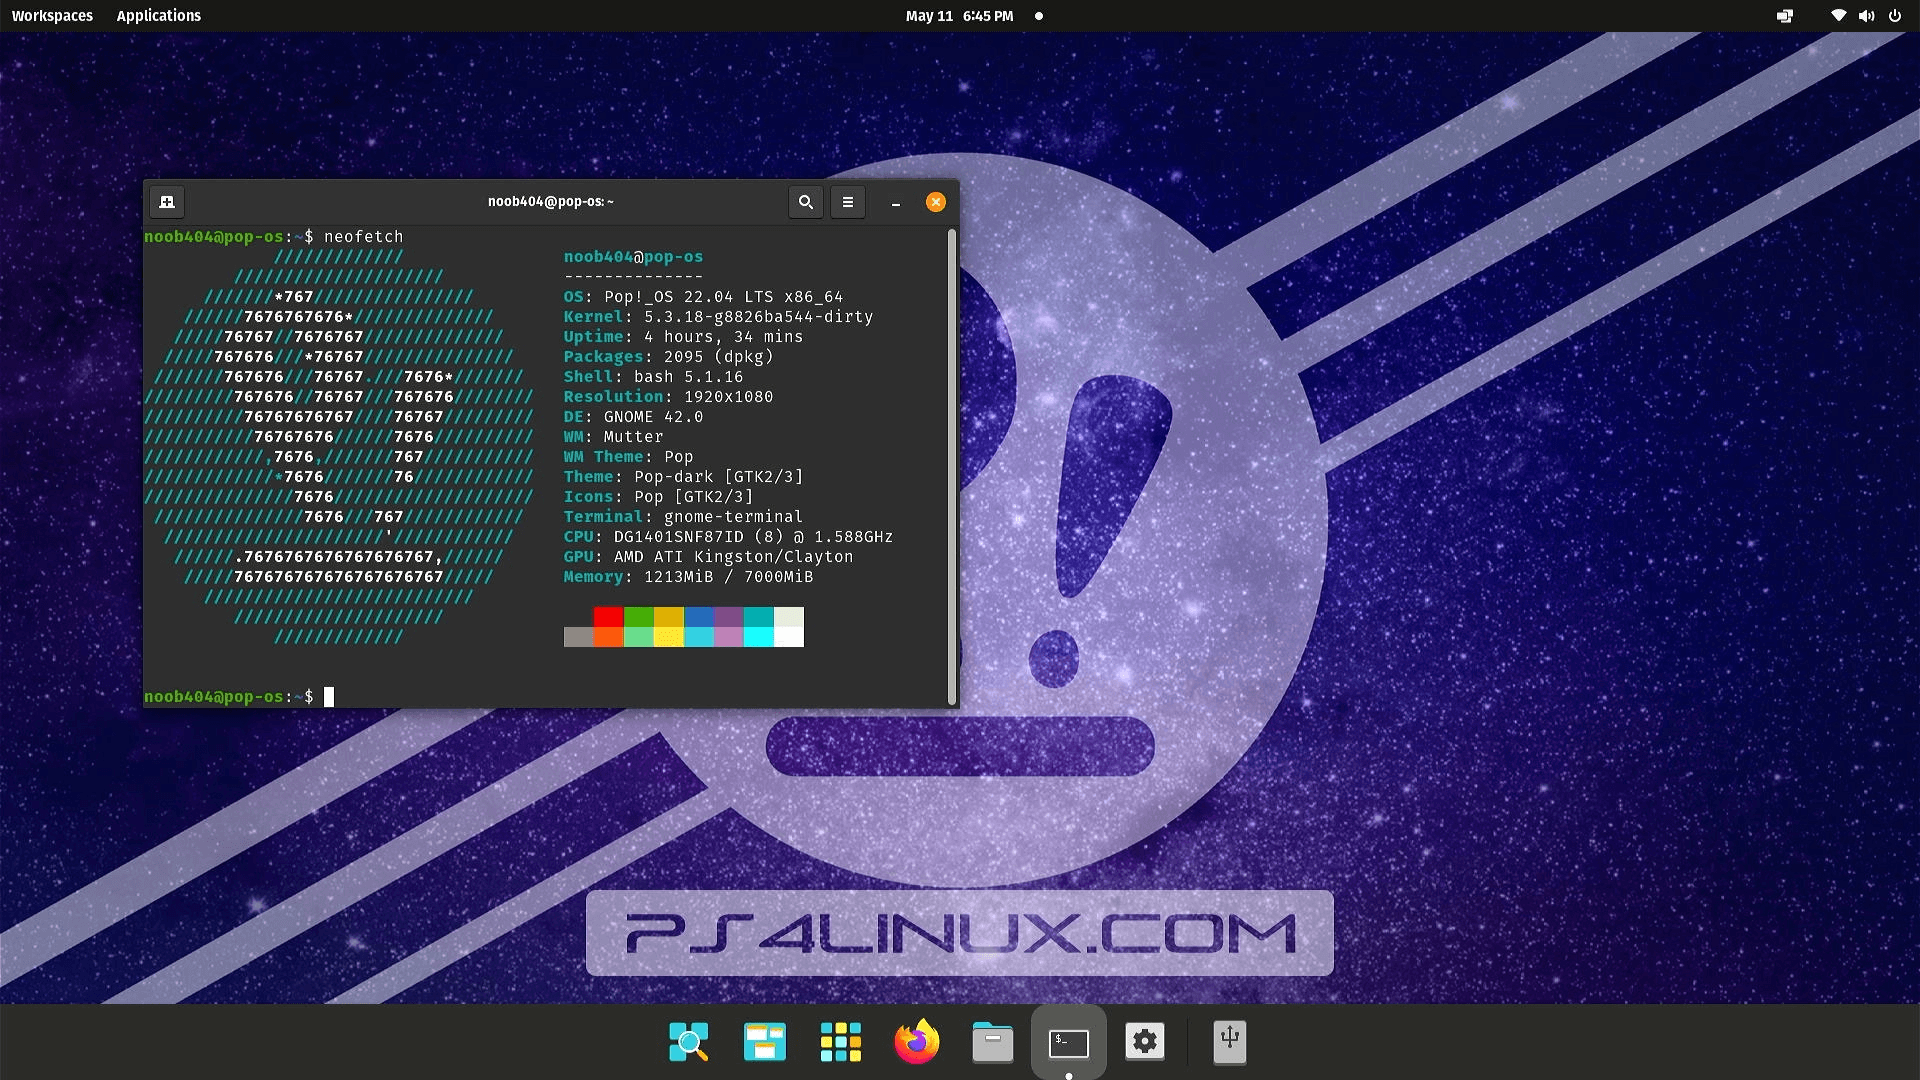 Workspaces Applications May 11 6:45 PM
noob404@pop-os: ~
noob404@pop-os:~$ neofetch
///////////// noob404@pop-os
///////////////////// --------------
///////*767//////////////// OS: Pop!_OS 22.04 LTS x86_64
//////7676767676*////////////// Kernel: 5.3.18-g8826ba544-dirty
/////76767//7676767////////////// Uptime: 4 hours, 34 mins
/////767676///*76767/////////////// Packages: 2095 (dpkg)
///////767676///76767.///7676*/////// Shell: bash 5.1.16
/////////767676//76767///767676//////// Resolution: 1920x1080
//////////76767676767////76767///////// DE: GNOME 42.0
///////////76767676//////7676////////// WM: Mutter
////////////,7676,///////767/////////// WM Theme: Pop
/////////////*7676///////76//////////// Theme: Pop-dark [GTK2/3]
///////////////7676//////////////////// Icons: Pop [GTK2/3]
///////////////7676///767//////////// Terminal: gnome-terminal
//////////////////////'//////////// CPU: DG1401SNF87ID (8) @ 1.588GHz
//////.7676767676767676767,////// GPU: AMD ATI Kingston/Clayton
/////767676767676767676767///// Memory: 1213MiB / 7000MiB
///////////////////////////
/////////////////////
/////////////
noob404@pop-os:~$
PS4LINUX.COM
$_